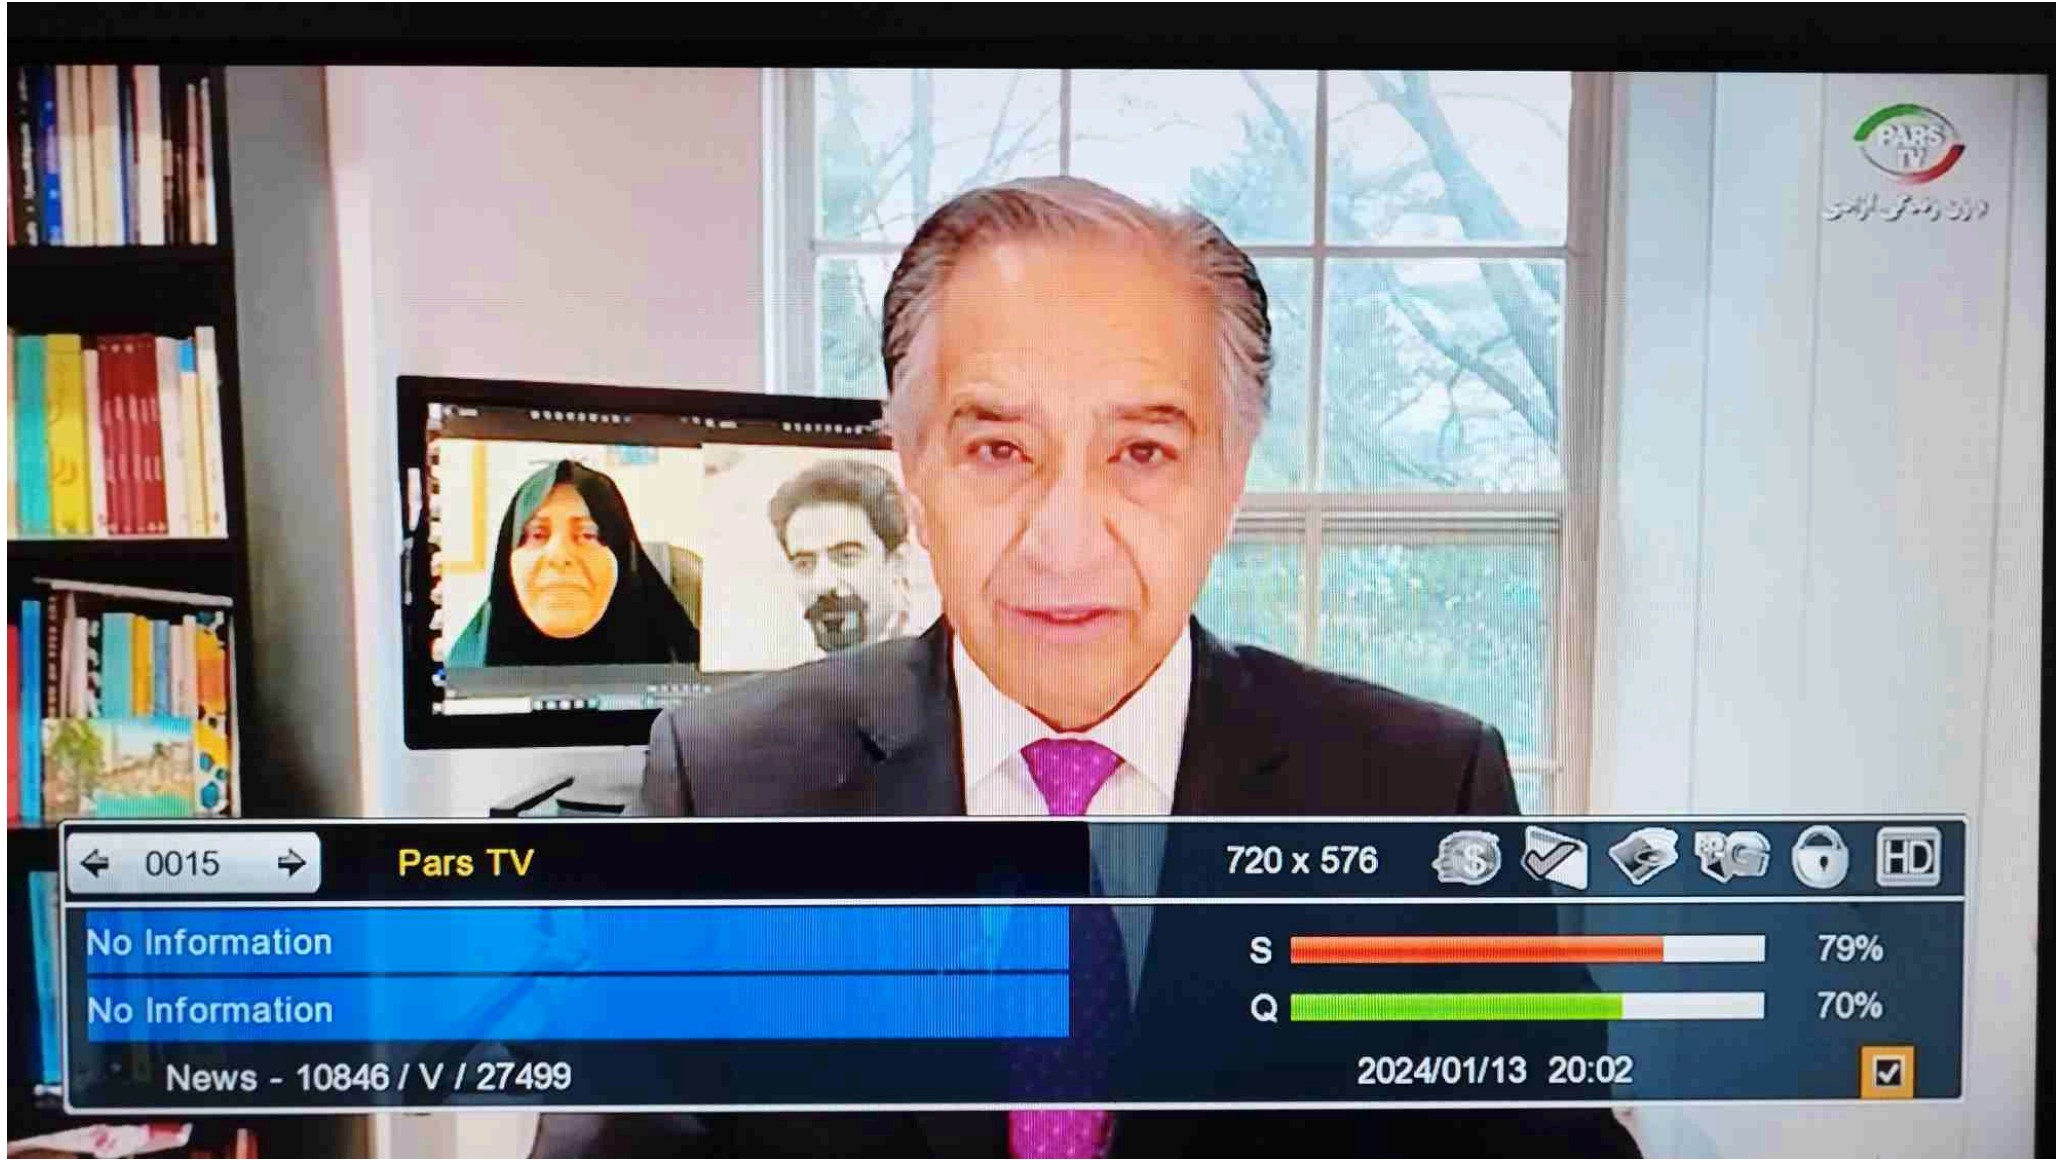 PARS
TV
0015
Pars TV
720 x 576
$
HD
No Information
No Information
S
79%
Q
70%
News - 10846 / V / 27499
2024/01/13 20:02